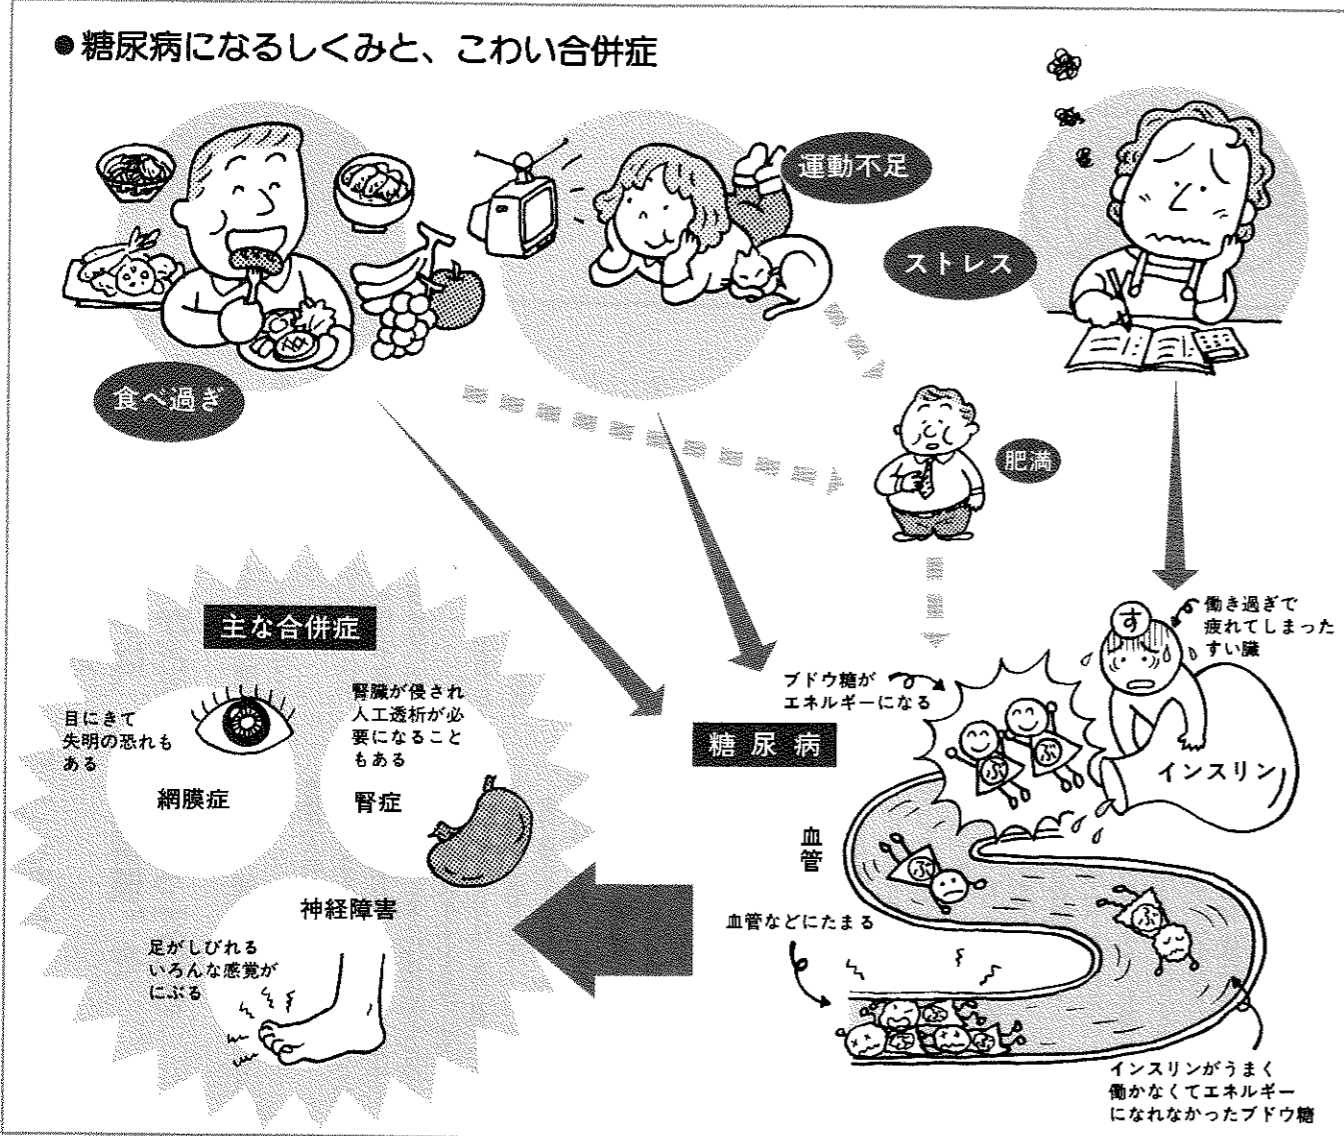 ●糖尿病になるしくみと、こわい合併症
運動不足
ストレス
食べ過ぎ
肥満
主な合併症
目にきて
失明の恐れも
ある
網膜症
腎臓が侵され
人工透析が必
要になること
もある
腎症
神経障害
足がしびれる
いろんな感覚が
にぶる
糖尿病
ブドウ糖が
エネルギーになる
す
働き過ぎで
疲れてしまった
すい臓
インスリン
ぶ
ぶ
血管
ぶ
ぶ
血管などにたまる
ぶ
ぶ
ぶ
ぶ
インスリンがうまく
働かなくてエネルギー
になれなかったブドウ糖